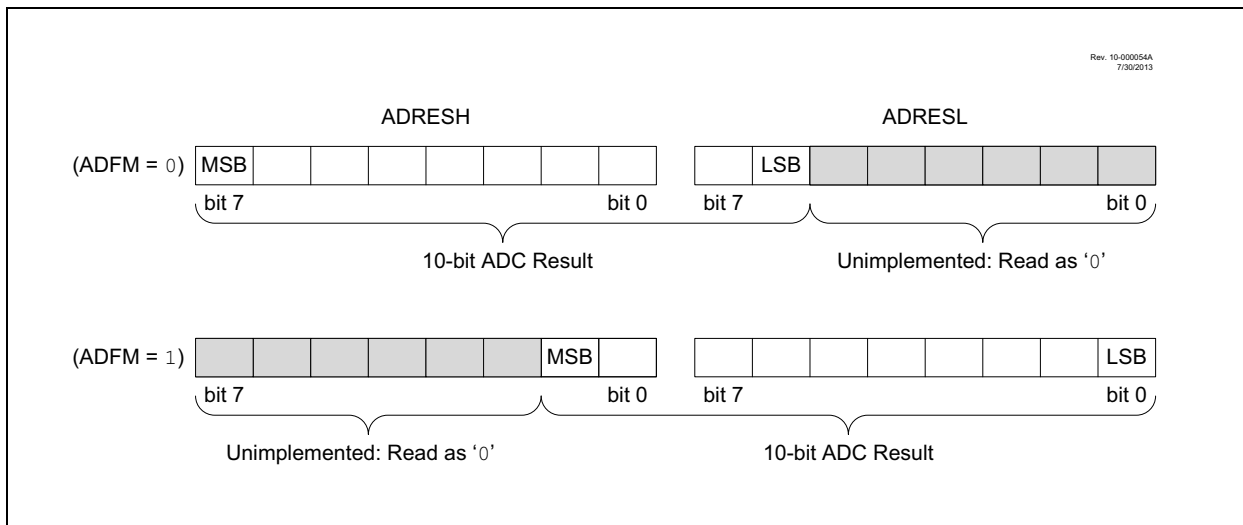 Rev. 10-000054A
7/30/2013
ADRESH ADRESL
(ADFM = 0) MSB LSB
bit 7 bit 0 bit 7 bit 0
10-bit ADC Result Unimplemented: Read as ‘0’
(ADFM = 1) MSB LSB
bit 7 bit 0 bit 7 bit 0
Unimplemented: Read as ‘0’ 10-bit ADC Result